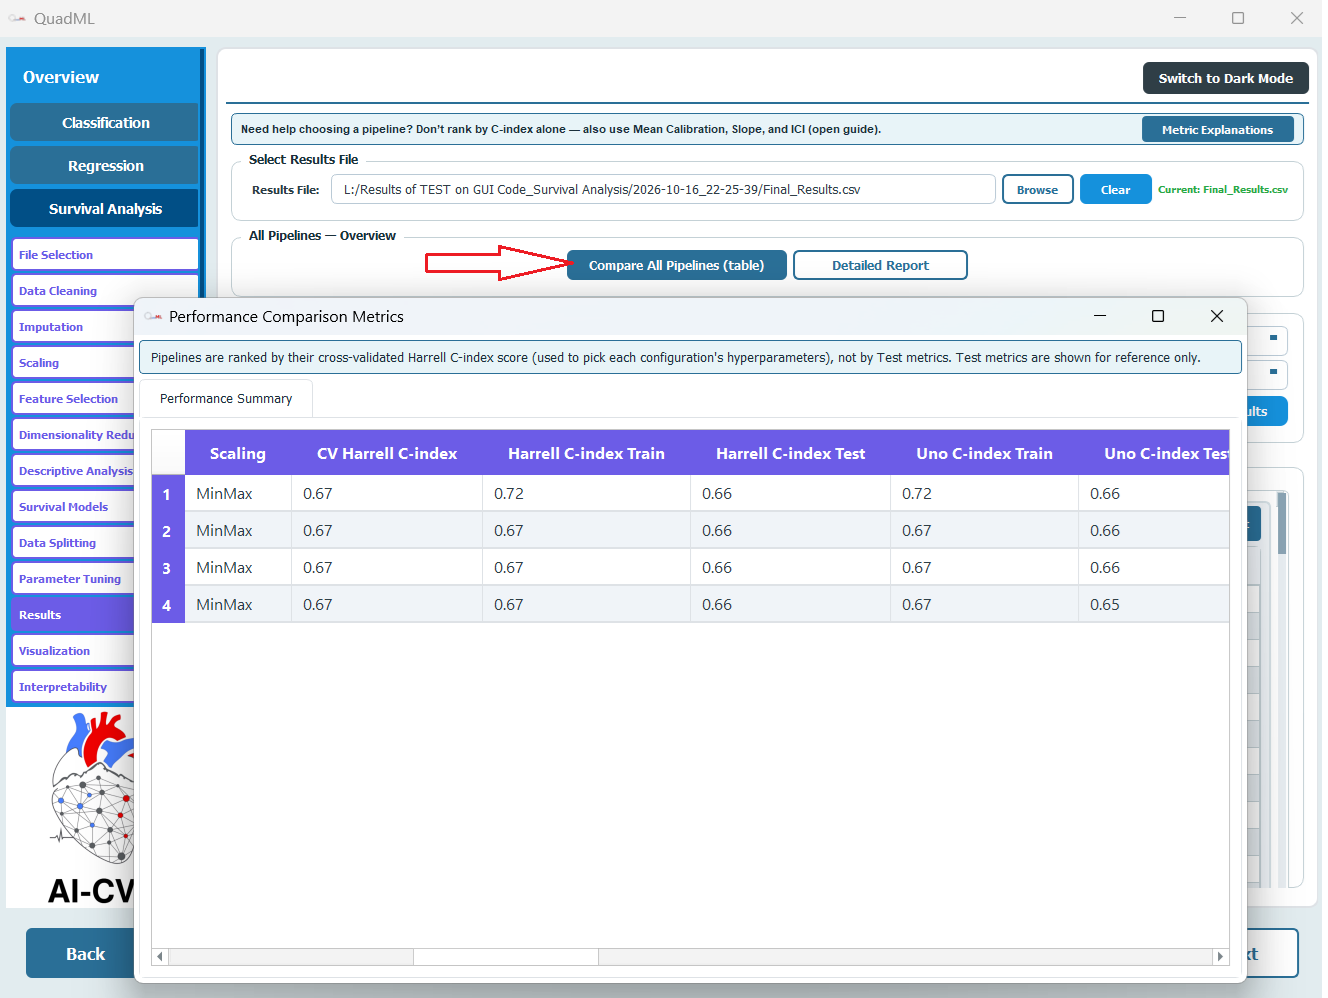 QuadML
Overview
Classification
Regression
Survival Analysis
File Selection
Data Cleaning
Imputation
Scaling
Feature Selection
Dimensionality Redu
Descriptive Analysis
Survival Models
Data Splitting
Parameter Tuning
Results
Visualization
Interpretability
AI-CV
Back
Switch to Dark Mode
Need help choosing a pipeline? Don't rank by C-index alone — also use Mean Calibration, Slope, and ICI (open guide).
Metric Explanations
Select Results File
Results File: L:/Results of TEST on GUI Code_Survival Analysis/2026-10-16_22-25-39/Final_Results.csv Browse Clear Current: Final_Results.csv
All Pipelines — Overview
Compare All Pipelines (table) Detailed Report
Performance Comparison Metrics
Pipelines are ranked by their cross-validated Harrell C-index score (used to pick each configuration's hyperparameters), not by Test metrics. Test metrics are shown for reference only.
Performance Summary
Scaling CV Harrell C-index Harrell C-index Train Harrell C-index Test Uno C-index Train Uno C-index Test
1 MinMax 0.67 0.72 0.66 0.72 0.66
2 MinMax 0.67 0.67 0.66 0.67 0.66
3 MinMax 0.67 0.67 0.66 0.67 0.66
4 MinMax 0.67 0.67 0.66 0.67 0.65
ults
xt